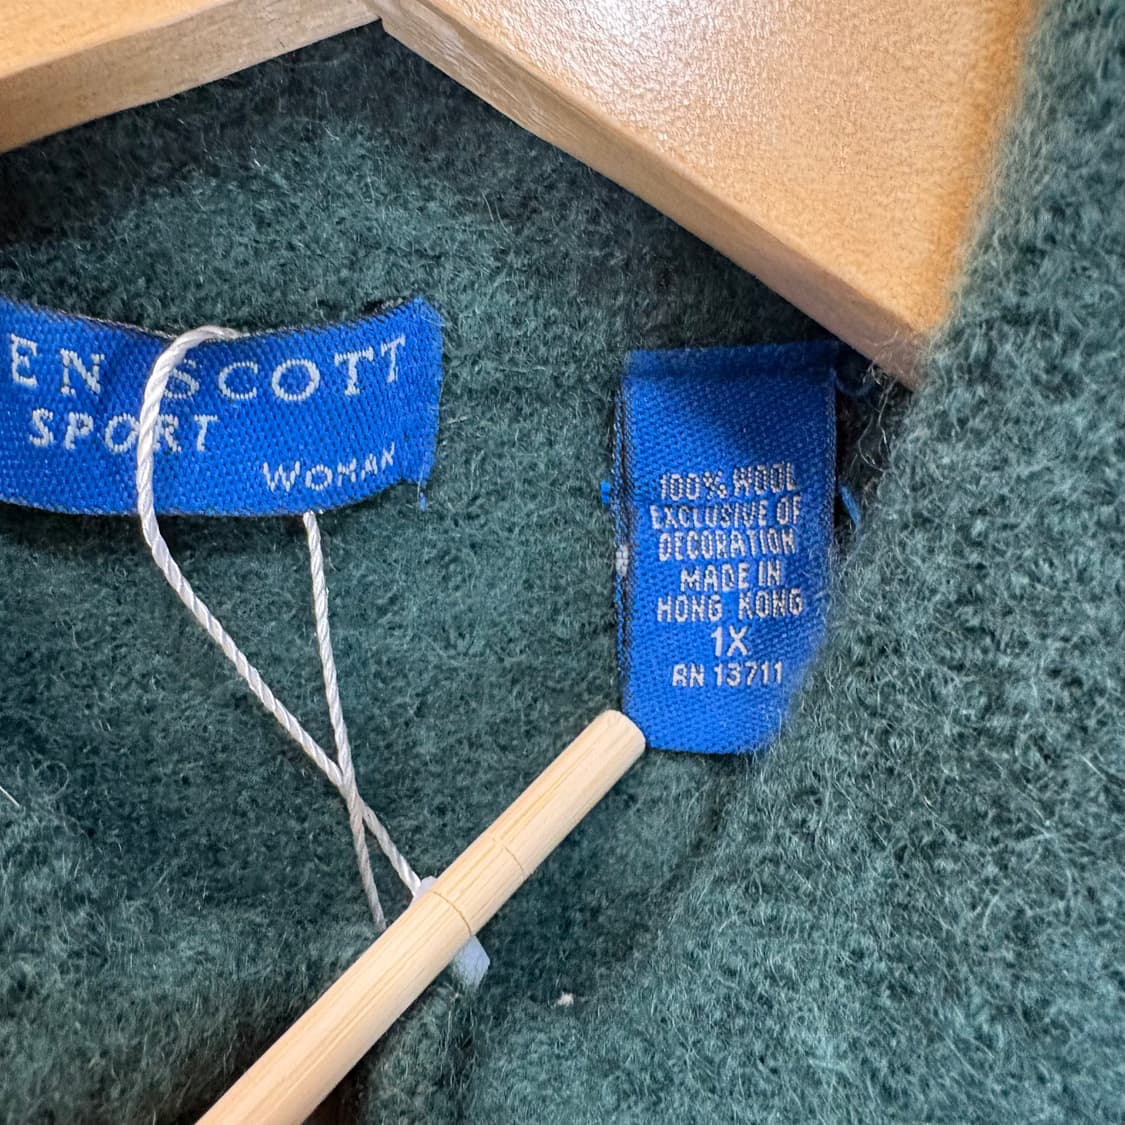 EN SCOTT
SPORT
WOMAN
100% WOOL
EXCLUSIVE OF
DECORATION
MADE IN
HONG KONG
1X
RN 13711